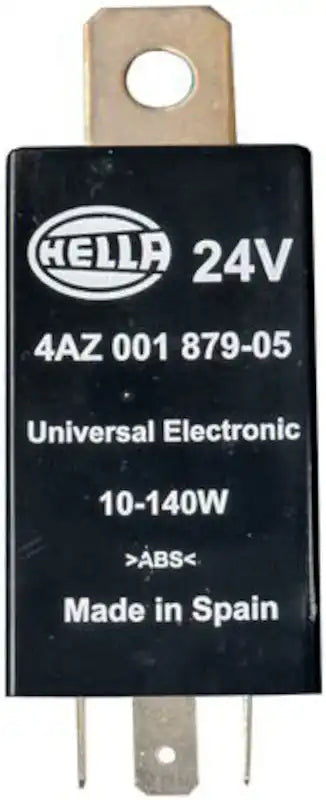 HELLA 24V
4AZ 001 879-05
Universal Electronic
10-140W
>ABS<
Made in Spain